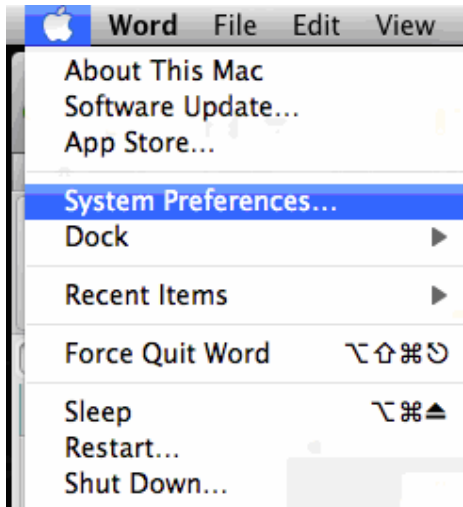 Word File Edit View
About This Mac
Software Update...
App Store...
System Preferences...
Dock ▶
Recent Items ▶
Force Quit Word ⌥⇧⌘⎋
Sleep ⌥⌘⏏
Restart...
Shut Down...